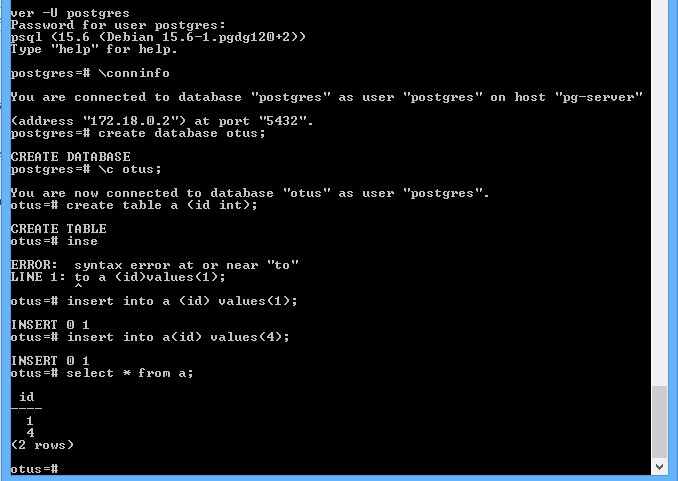 ver -U postgres
Password for user postgres:
psql (15.6 (Debian 15.6-1.pgdg120+2))
Type "help" for help.
postgres=# \conninfo
You are connected to database "postgres" as user "postgres" on host "pg-server"
(address "172.18.0.2") at port "5432".
postgres=# create database otus;
CREATE DATABASE
postgres=# \c otus;
You are now connected to database "otus" as user "postgres".
otus=# create table a (id int);
CREATE TABLE
otus=# inse
ERROR:  syntax error at or near "to"
LINE 1: to a (id)values(1);
        ^
otus=# insert into a (id) values(1);
INSERT 0 1
otus=# insert into a(id) values(4);
INSERT 0 1
otus=# select * from a;
 id
----
  1
  4
(2 rows)
otus=#